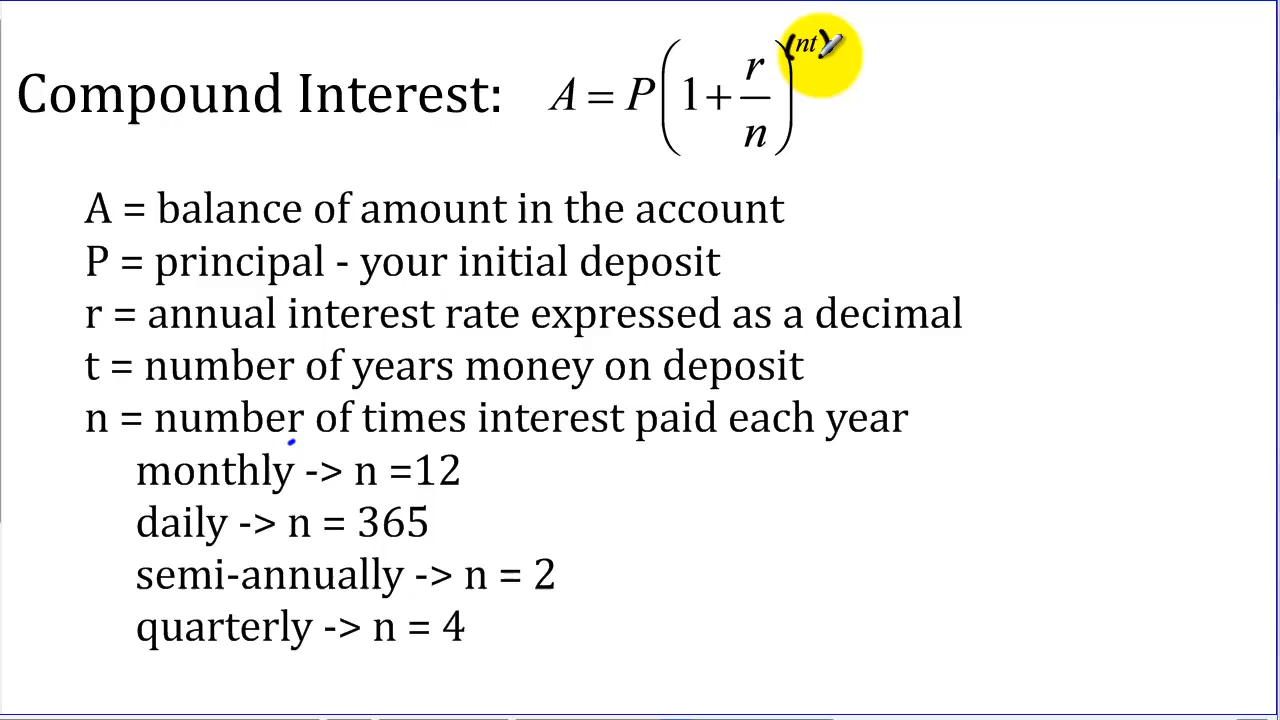 Compound Interest: A = P(1 + r/n)^(nt)
A = balance of amount in the account
P = principal - your initial deposit
r = annual interest rate expressed as a decimal
t = number of years money on deposit
n = number of times interest paid each year
monthly -> n =12
daily -> n = 365
semi-annually -> n = 2
quarterly -> n = 4